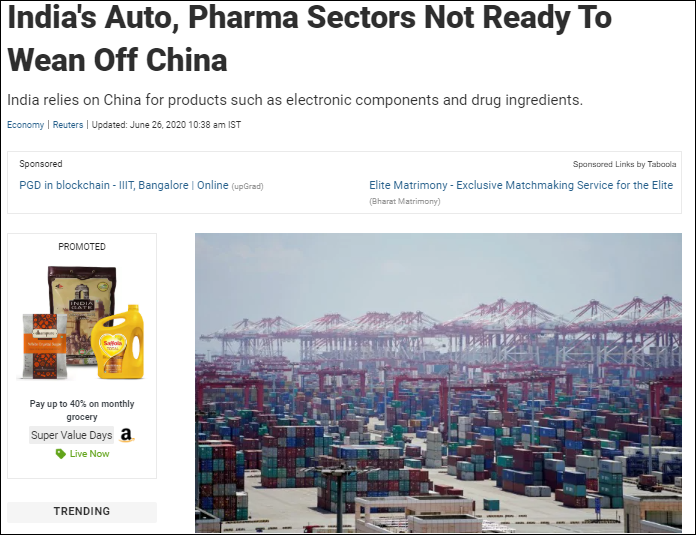 India's Auto, Pharma Sectors Not Ready To
Wean Off China
India relies on China for products such as electronic components and drug ingredients.
Economy | Reuters | Updated: June 26, 2020 10:38 am IST
Sponsored
Sponsored Links by Taboola
PGD in blockchain - IIIT, Bangalore | Online (upGrad)
Elite Matrimony - Exclusive Matchmaking Service for the Elite
(Bharat Matrimony)
PROMOTED
INDIA
GATE
Saffola
TOTAL
Pay up to 40% on monthly
grocery
Super Value Days a
Live Now
TRENDING